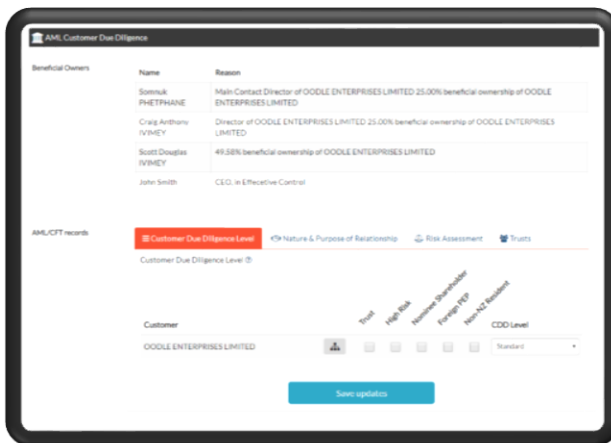 AML Customer Due Diligence
Beneficial Owners
Name Reason
Somnuk PHETPHANE Main Contact Director of OODLE ENTERPRISES LIMITED 25.00% beneficial ownership of OODLE
ENTERPRISES LIMITED
Craig Anthony IVIMEY Director of OODLE ENTERPRISES LIMITED 25.00% beneficial ownership of OODLE ENTERPRISES
LIMITED
Scott Douglas IVIMEY 49.58% beneficial ownership of OODLE ENTERPRISES LIMITED
John Smith CEO, in Effecetive Control
AML/CFT records
Customer Due Diligence Level Nature & Purpose of Relationship Risk Assessment Trusts
Customer Due Diligence Level
Customer Trust High Risk Nominee Shareholder Foreign PEP Non-NZ Resident CDD Level
OODLE ENTERPRISES LIMITED Standard
Save updates